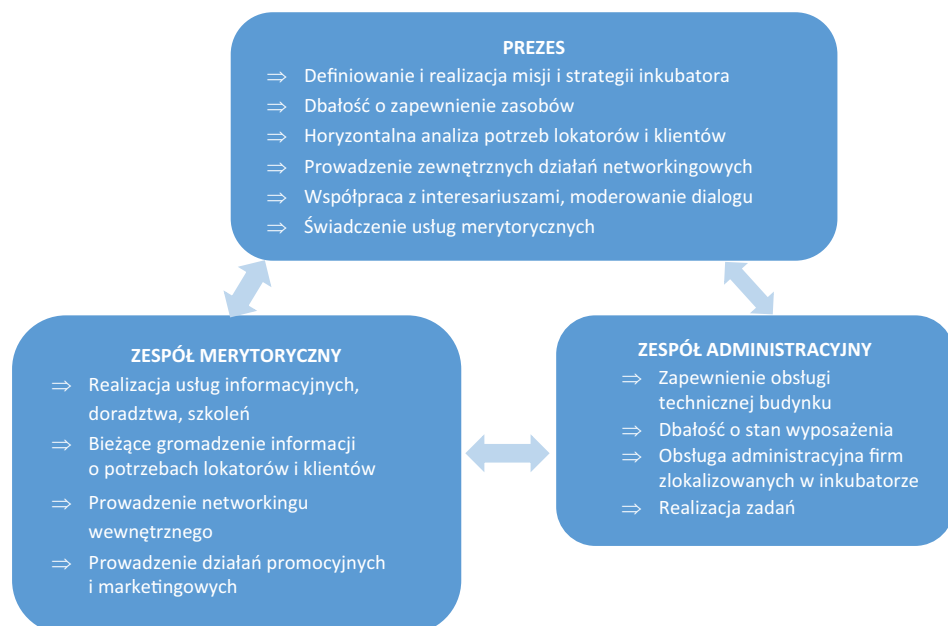 PREZES
⇒ Definiowanie i realizacja misji i strategii inkubatora
⇒ Dbałość o zapewnienie zasobów
⇒ Horyzontalna analiza potrzeb lokatorów i klientów
⇒ Prowadzenie zewnętrznych działań networkingowych
⇒ Współpraca z interesariuszami, moderowanie dialogu
⇒ Świadczenie usług merytorycznych
ZESPÓŁ MERYTORYCZNY
⇒ Realizacja usług informacyjnych,
doradztwa, szkoleń
⇒ Bieżące gromadzenie informacji
o potrzebach lokatorów i klientów
⇒ Prowadzenie networkingu
wewnętrznego
⇒ Prowadzenie działań promocyjnych
i marketingowych
ZESPÓŁ ADMINISTRACYJNY
⇒ Zapewnienie obsługi
technicznej budynku
⇒ Dbałość o stan wyposażenia
⇒ Obsługa administracyjna firm
zlokalizowanych w inkubatorze
⇒ Realizacja zadań